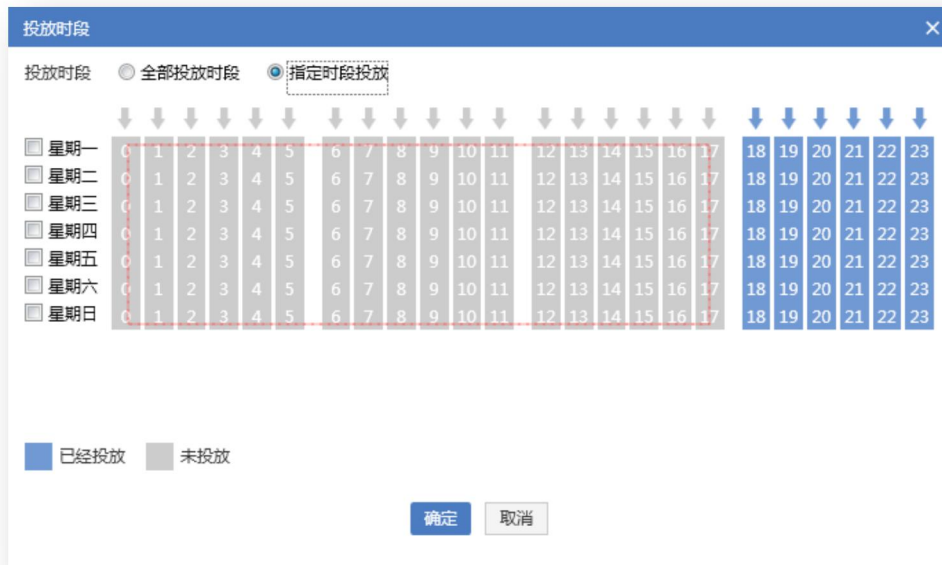 投放时段 ×
投放时段 全部投放时段 指定时段投放
星期一 0 1 2 3 4 5 6 7 8 9 10 11 12 13 14 15 16 17 18 19 20 21 22 23
星期二 0 1 2 3 4 5 6 7 8 9 10 11 12 13 14 15 16 17 18 19 20 21 22 23
星期三 0 1 2 3 4 5 6 7 8 9 10 11 12 13 14 15 16 17 18 19 20 21 22 23
星期四 0 1 2 3 4 5 6 7 8 9 10 11 12 13 14 15 16 17 18 19 20 21 22 23
星期五 0 1 2 3 4 5 6 7 8 9 10 11 12 13 14 15 16 17 18 19 20 21 22 23
星期六 0 1 2 3 4 5 6 7 8 9 10 11 12 13 14 15 16 17 18 19 20 21 22 23
星期日 0 1 2 3 4 5 6 7 8 9 10 11 12 13 14 15 16 17 18 19 20 21 22 23
已经投放 未投放
确定 取消